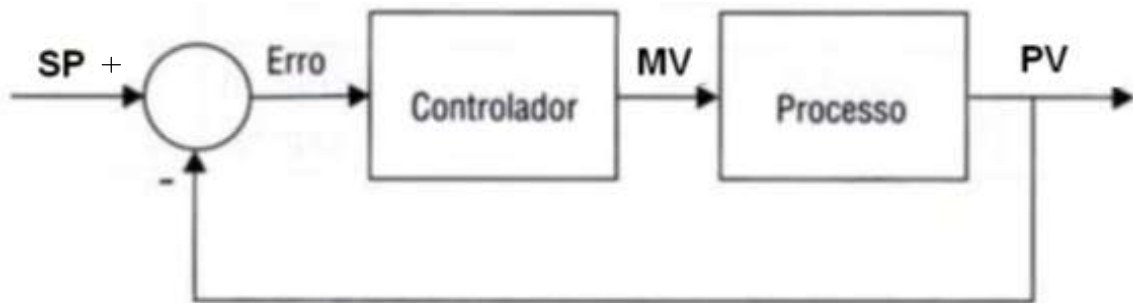 SP + Erro MV PV
Controlador Processo
-